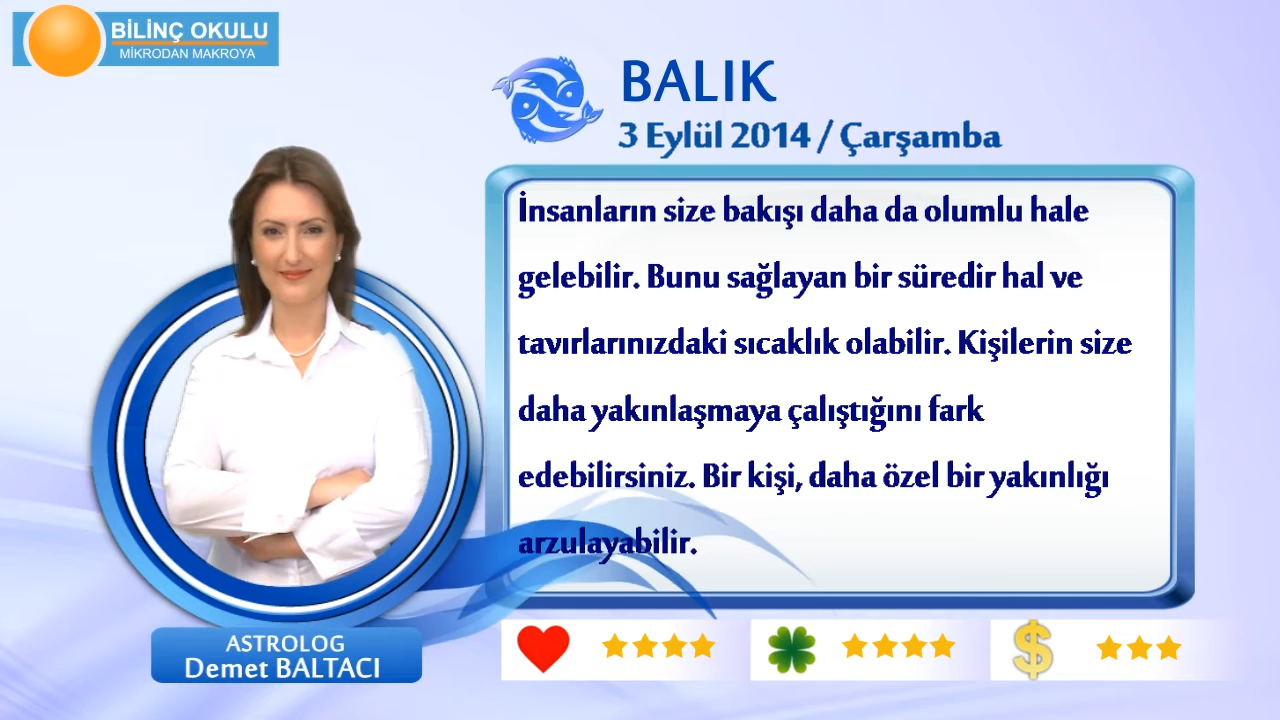 BİLİNÇ OKULU
MİKRODAN MAKROYA
BALIK
3 Eylül 2014 / Çarşamba
İnsanların size bakışı daha da olumlu hale
gelebilir. Bunu sağlayan bir süredir hal ve
tavırlarınızdaki sıcaklık olabilir. Kişilerin size
daha yakınlaşmaya çalıştığını fark
edebilirsiniz. Bir kişi, daha özel bir yakınlığı
arzulayabilir.
ASTROLOG
Demet BALTACI
$